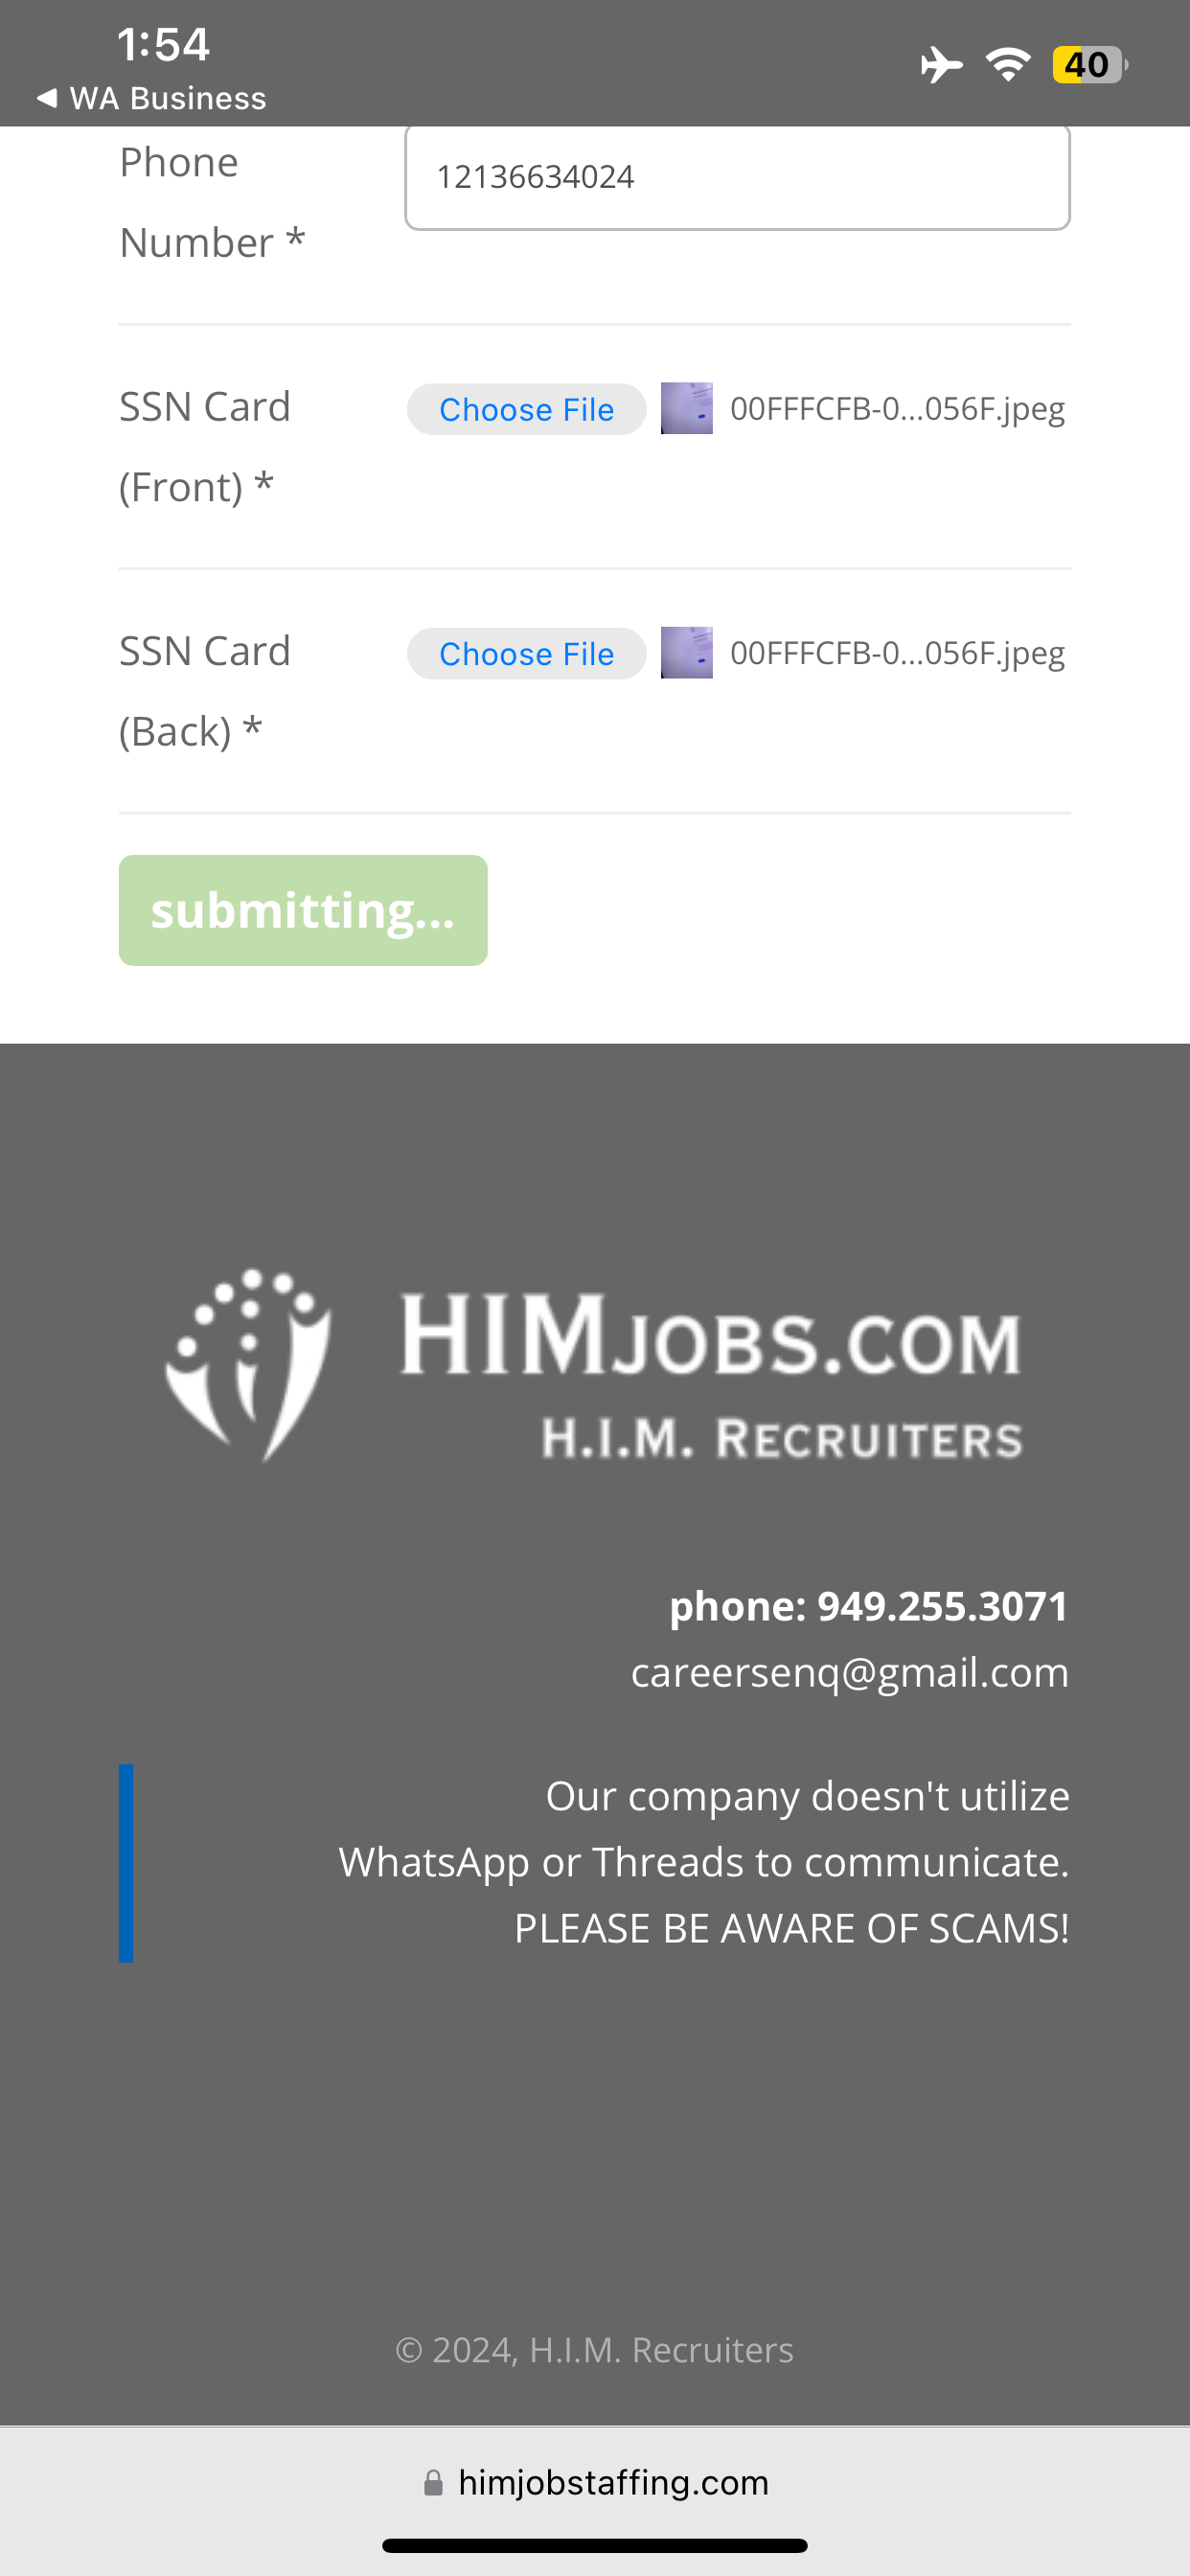 1:54
40
◀ WA Business
Phone
Number *
12136634024
SSN Card
(Front) *
Choose File
00FFFCFB-0...056F.jpeg
SSN Card
(Back) *
Choose File
00FFFCFB-0...056F.jpeg
submitting...
HIMJOBS.COM
H.I.M. RECRUITERS
phone: 949.255.3071
careersenq@gmail.com
Our company doesn't utilize
WhatsApp or Threads to communicate.
PLEASE BE AWARE OF SCAMS!
© 2024, H.I.M. Recruiters
himjobstaffing.com